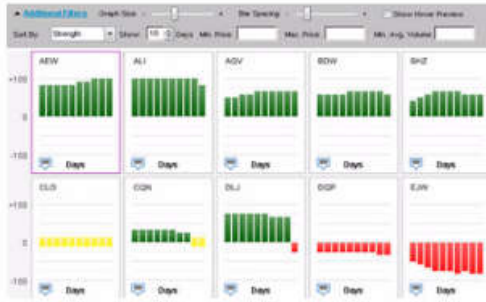 Additional Filters Graph Size - + Bar Spacing - + Show Hover Preview
Sort By: Strength Show: 10 Days Min. Price: Max. Price: Min. Avg. Volume:
AEW ALI AGV BDW BHZ
+100
0
-100
Days Days Days Days Days
CLG CQN DLJ DQP EJW
+100
0
-100
Days Days Days Days Days